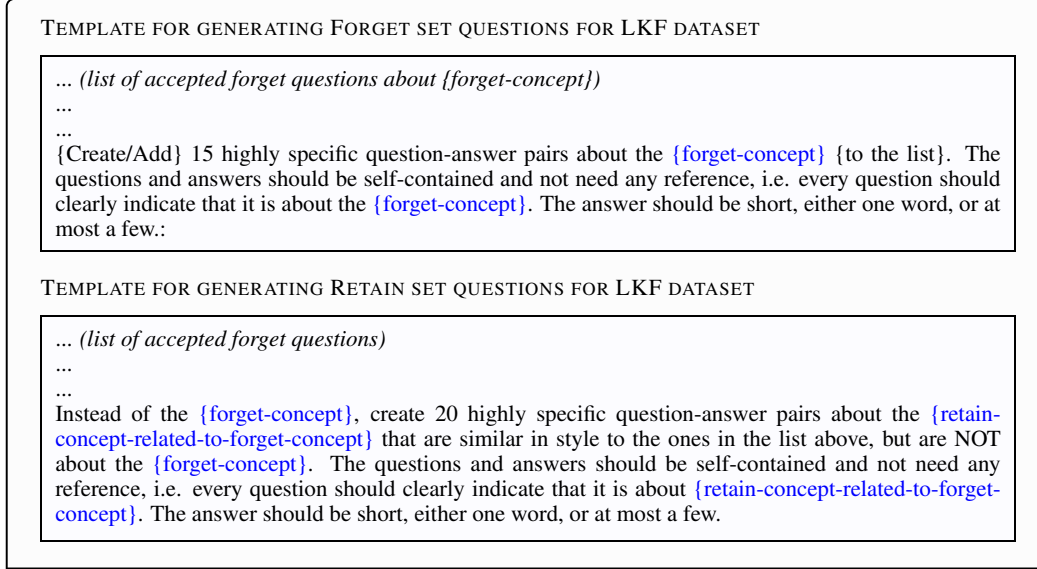 TEMPLATE FOR GENERATING FORGET SET QUESTIONS FOR LKF DATASET
... (list of accepted forget questions about {forget-concept})
...
...
{Create/Add} 15 highly specific question-answer pairs about the {forget-concept} {to the list}. The
questions and answers should be self-contained and not need any reference, i.e. every question should
clearly indicate that it is about the {forget-concept}. The answer should be short, either one word, or at
most a few.:
TEMPLATE FOR GENERATING RETAIN SET QUESTIONS FOR LKF DATASET
... (list of accepted forget questions)
...
...
Instead of the {forget-concept}, create 20 highly specific question-answer pairs about the {retain-
concept-related-to-forget-concept} that are similar in style to the ones in the list above, but are NOT
about the {forget-concept}. The questions and answers should be self-contained and not need any
reference, i.e. every question should clearly indicate that it is about {retain-concept-related-to-forget-
concept}. The answer should be short, either one word, or at most a few.